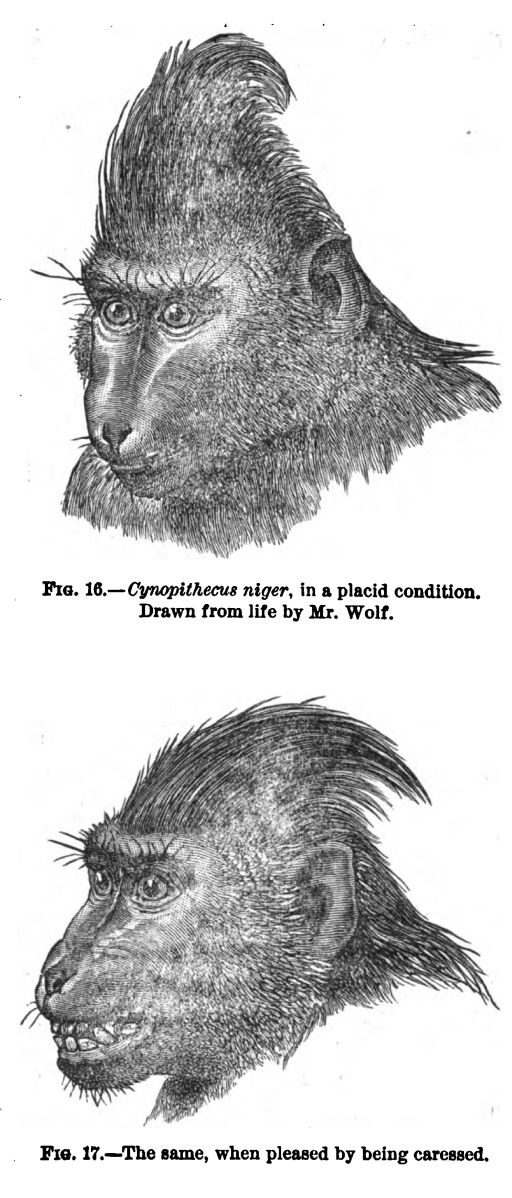 FIG. 16.—Cynopithecus niger, in a placid condition.
Drawn from life by Mr. Wolf.
FIG. 17.—The same, when pleased by being caressed.